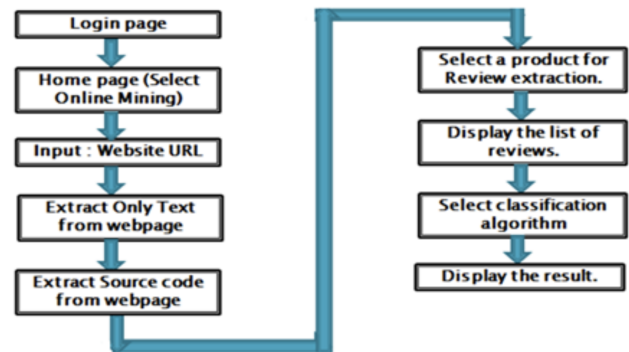 Login page
Home page (Select
Online Mining)
Input : Website URL
Extract Only Text
from webpage
Extract Source code
from webpage
Select a product for
Review extraction.
Display the list of
reviews.
Select classification
algorithm
Display the result.